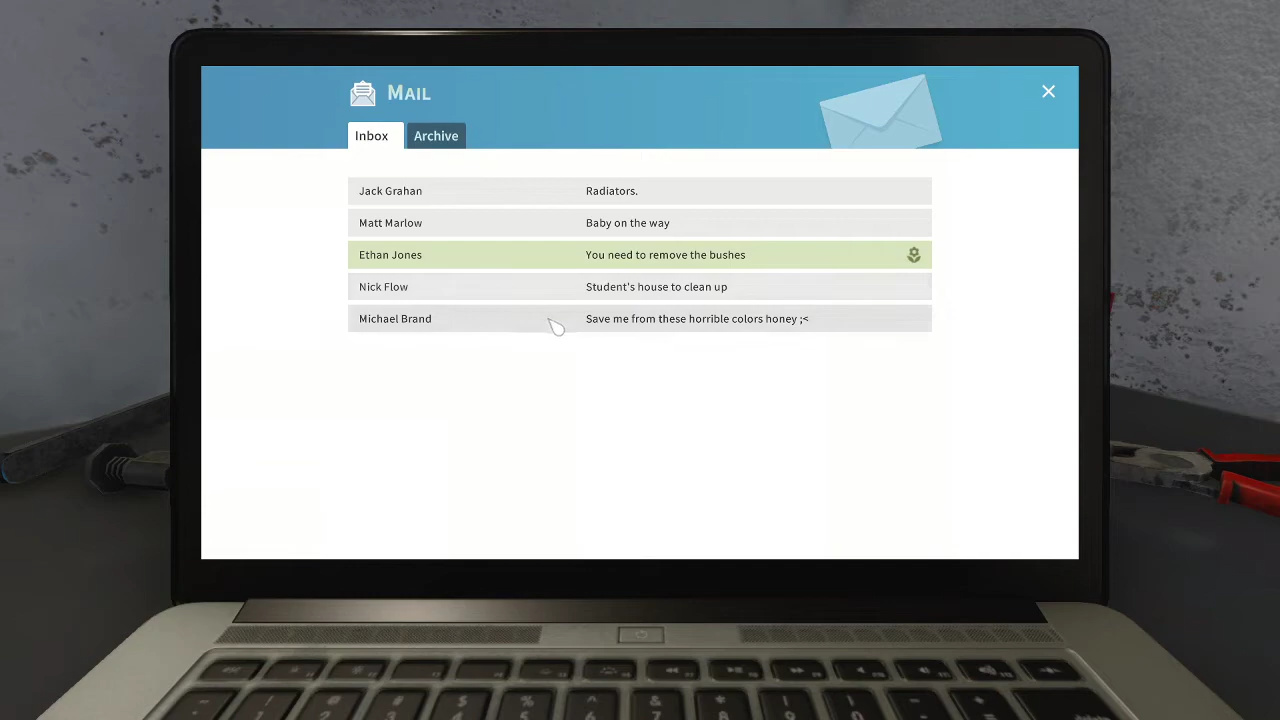 MAIL
Inbox
Archive
Jack Grahan Radiators.
Matt Marlow Baby on the way
Ethan Jones You need to remove the bushes
Nick Flow Student's house to clean up
Michael Brand Save me from these horrible colors honey ;<